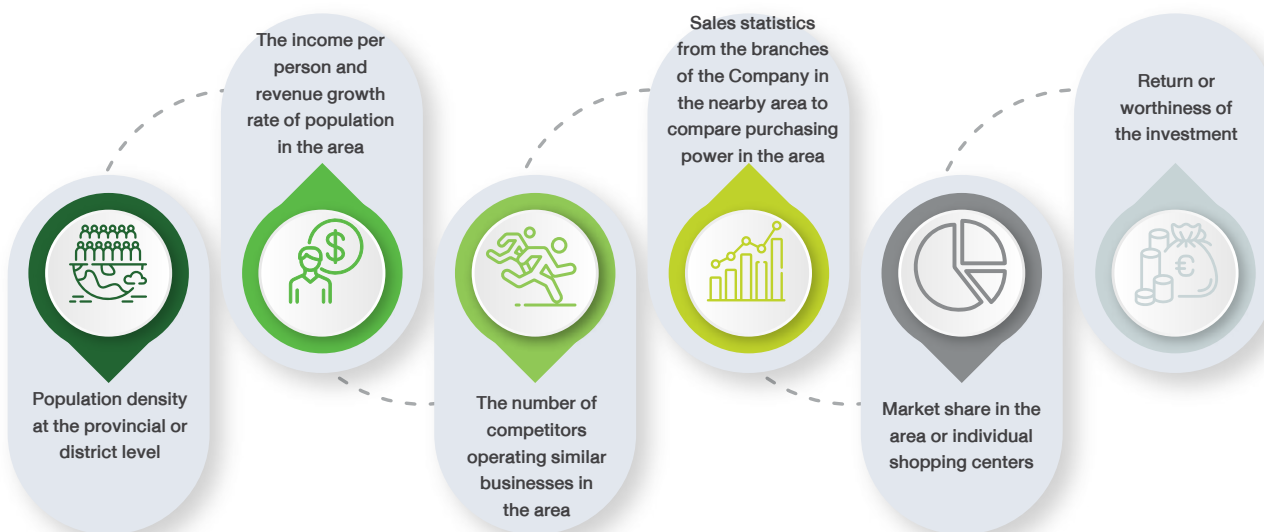 Population density
at the provincial or
district level
The income per
person and
revenue growth
rate of population
in the area
$
The number of
competitors
operating similar
businesses in
the area
Sales statistics
from the branches
of the Company in
the nearby area to
compare purchasing
power in the area
Market share in the
area or individual
shopping centers
Return or
worthiness of
the investment
€